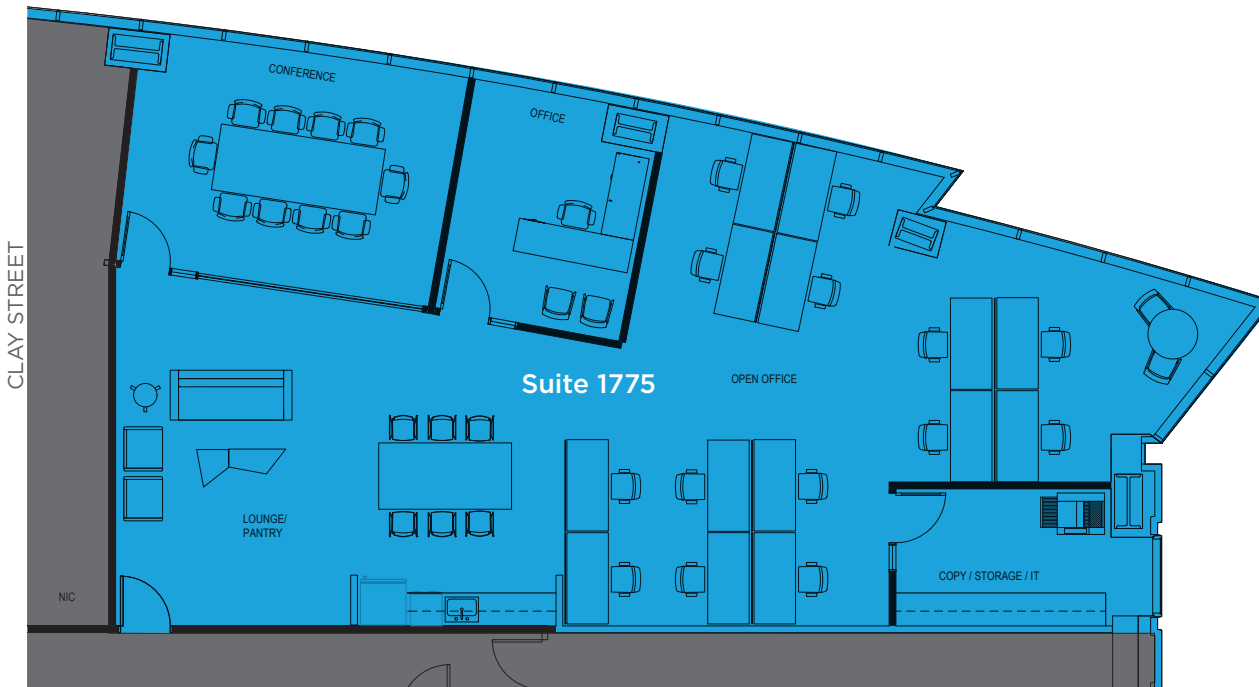 CONFERENCE
OFFICE
CLAY STREET
Suite 1775
OPEN OFFICE
LOUNGE/
PANTRY
COPY / STORAGE / IT
NIC